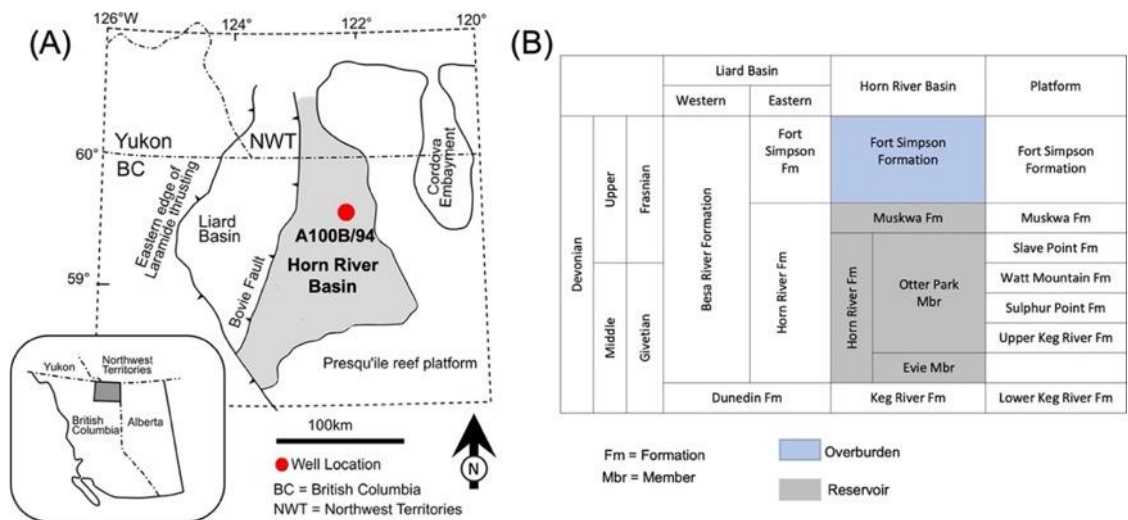 (A)
126°W
124°
122°
120°
Yukon
NWT
60°
BC
Cordova
Embayment
Eastern edge of
Laramide thrusting
Liard
Basin
A100B/94
Horn River
Basin
59°
Bovie Fault
Presqu'ile reef platform
Yukon
Northwest
Territories
British
Columbia
Alberta
100km
Well Location
BC = British Columbia
NWT = Northwest Territories
N
(B)
Liard Basin
Horn River Basin
Platform
Western
Eastern
Devonian
Upper
Frasnian
Middle
Givetian
Besa River Formation
Fort
Simpson
Fm
Fort Simpson
Formation
Fort Simpson
Formation
Horn River Fm
Muskwa Fm
Muskwa Fm
Horn River Fm
Otter Park
Mbr
Slave Point Fm
Watt Mountain Fm
Sulphur Point Fm
Upper Keg River Fm
Evie Mbr
Dunedin Fm
Keg River Fm
Lower Keg River Fm
Fm = Formation
Mbr = Member
Overburden
Reservoir